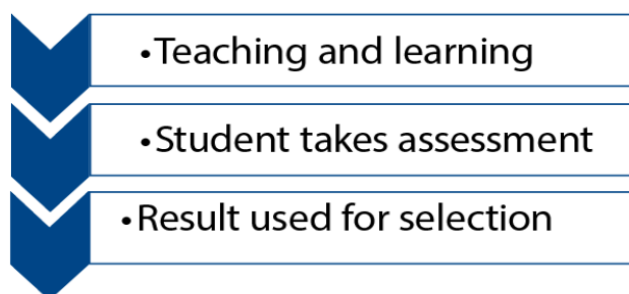 •Teaching and learning
•Student takes assessment
•Result used for selection